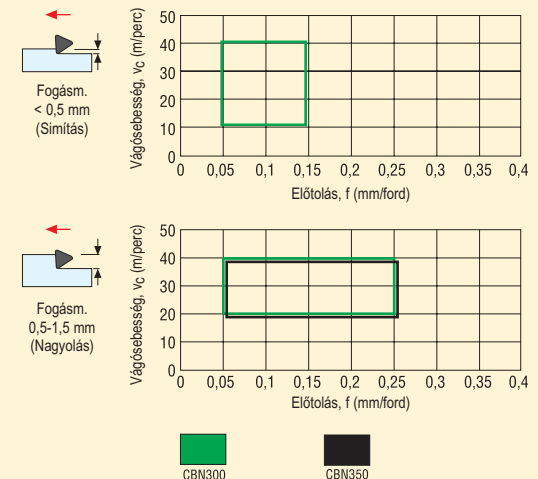 Fogásm.
< 0,5 mm
(Simítás)
Vágósebesség, vc (m/perc)
50
40
30
20
10
0
0 0,05 0,1 0,15 0,2 0,25 0,3 0,35 0,4
Előtolás, f (mm/ford)
Fogásm.
0,5-1,5 mm
(Nagyolás)
Vágósebesség, vc (m/perc)
50
40
30
20
10
0
0 0,05 0,1 0,15 0,2 0,25 0,3 0,35 0,4
Előtolás, f (mm/ford)
CBN300 CBN350